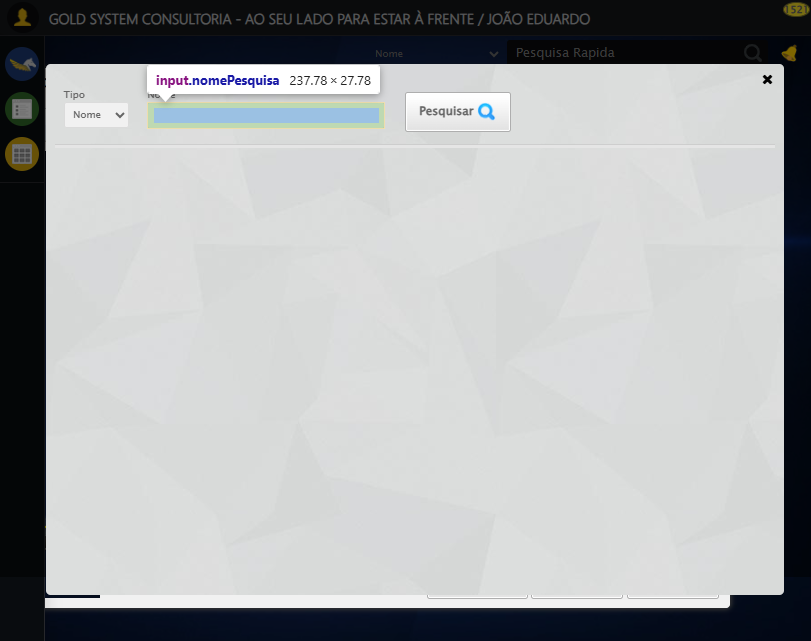 GOLD SYSTEM CONSULTORIA - AO SEU LADO PARA ESTAR À FRENTE / JOÃO EDUARDO
152
Nome
Pesquisa Rapida
input.nomePesquisa 237.78 × 27.78
Tipo
Nome
Pesquisar